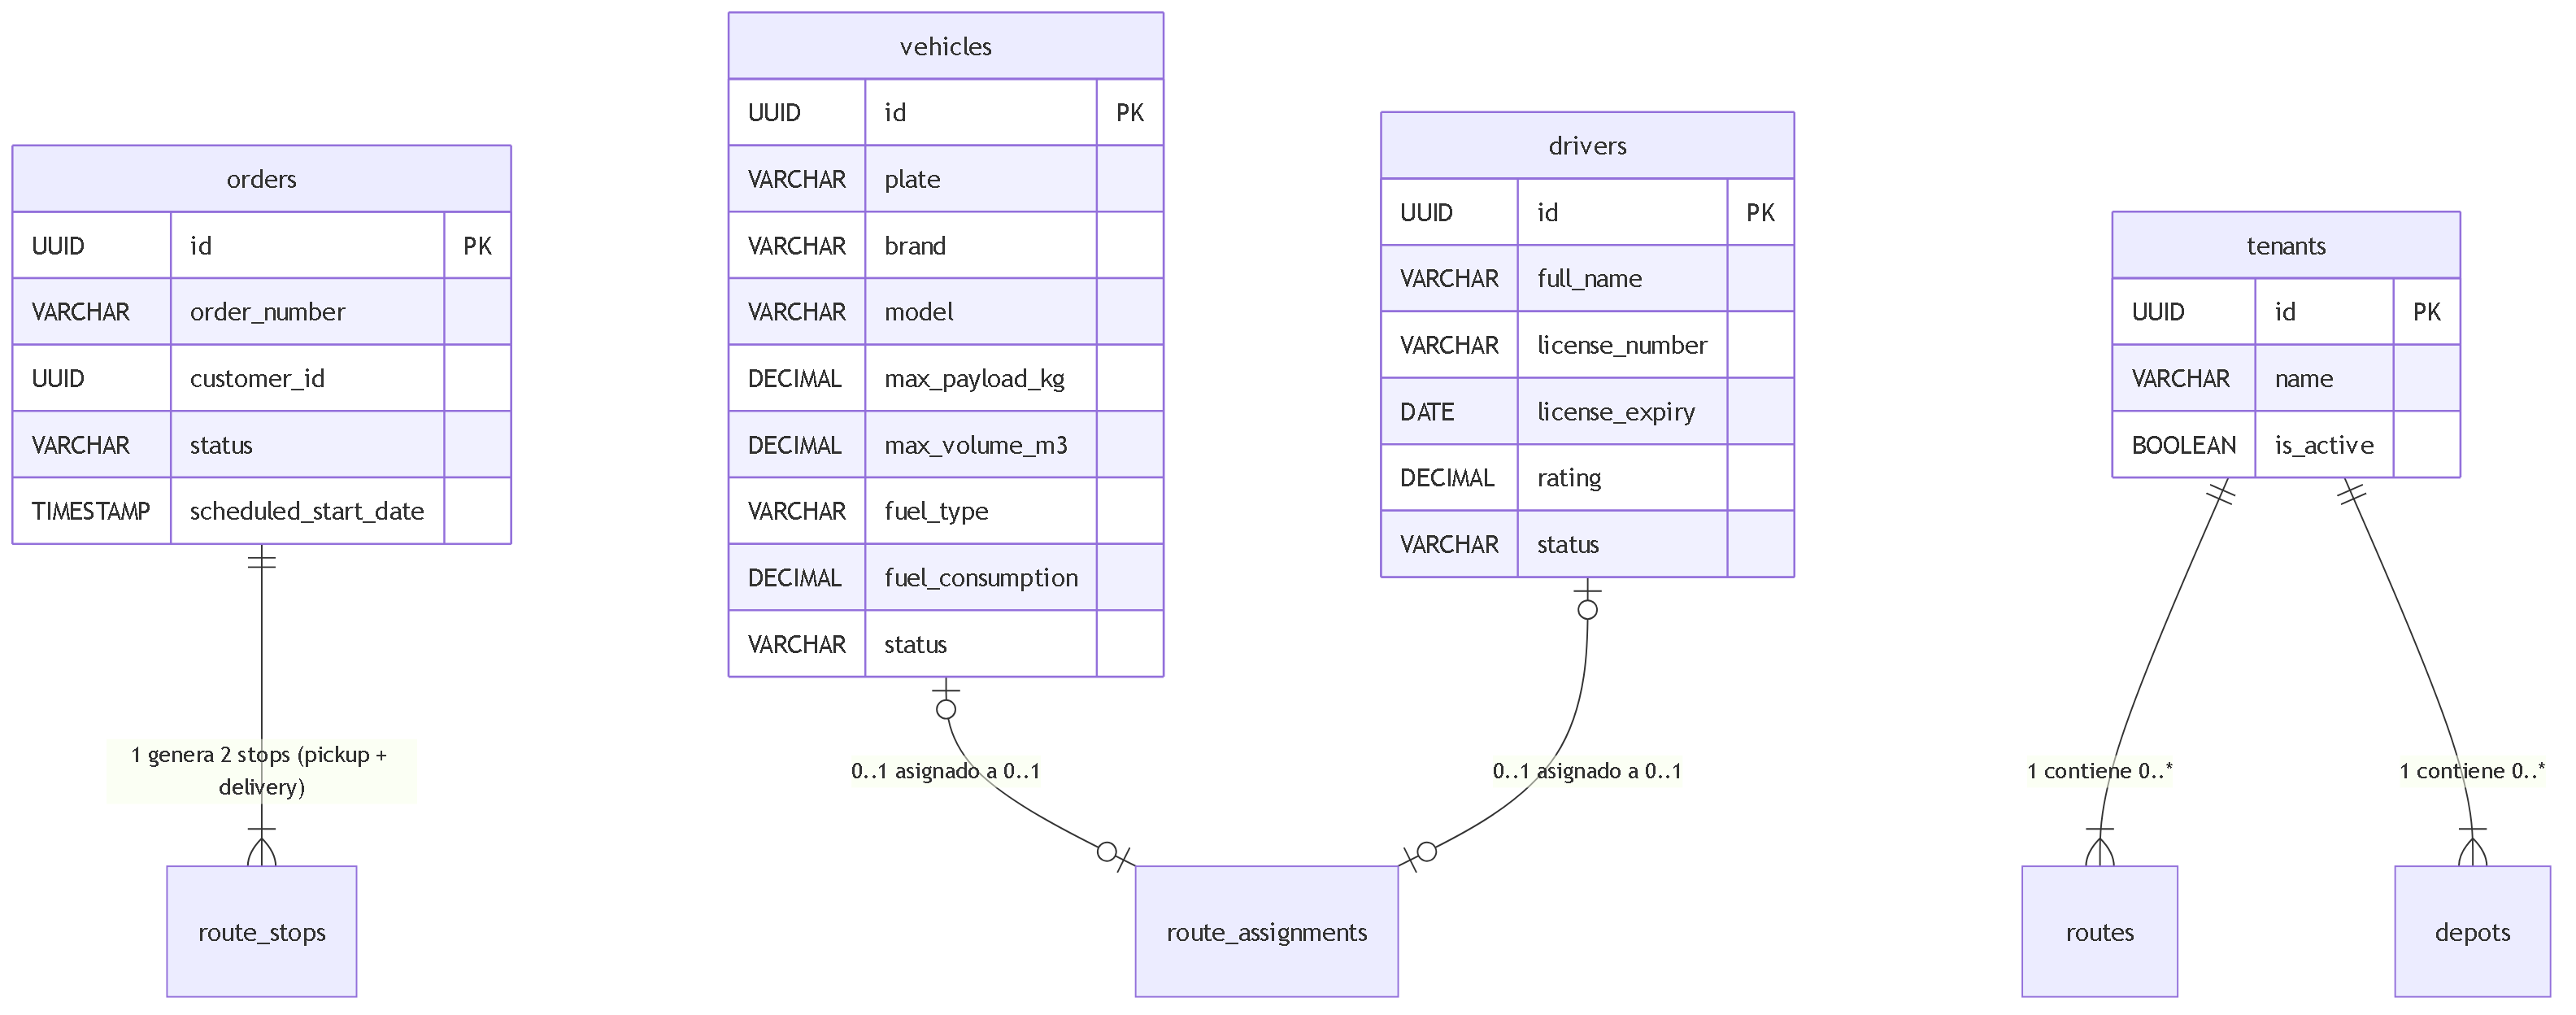 orders
UUID id PK
VARCHAR order_number
UUID customer_id
VARCHAR status
TIMESTAMP scheduled_start_date
vehicles
UUID id PK
VARCHAR plate
VARCHAR brand
VARCHAR model
DECIMAL max_payload_kg
DECIMAL max_volume_m3
VARCHAR fuel_type
DECIMAL fuel_consumption
VARCHAR status
drivers
UUID id PK
VARCHAR full_name
VARCHAR license_number
DATE license_expiry
DECIMAL rating
VARCHAR status
tenants
UUID id PK
VARCHAR name
BOOLEAN is_active
1 genera 2 stops (pickup +
delivery)
0..1 asignado a 0..1
0..1 asignado a 0..1
1 contiene 0..*
1 contiene 0..*
route_stops
route_assignments
routes
depots